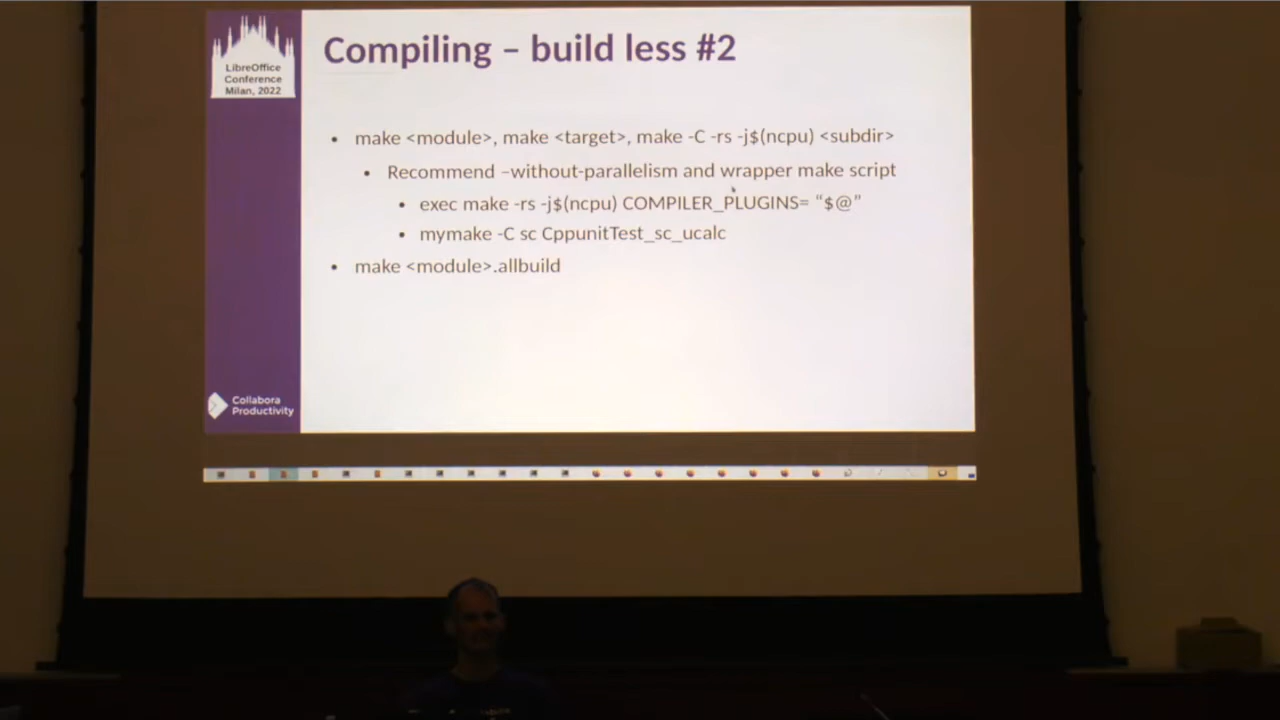 LibreOffice
Conference
Milan, 2022
Compiling – build less #2
• make <module>, make <target>, make -C -rs -j$(ncpu) <subdir>
• Recommend –without-parallelism and wrapper make script
• exec make -rs -j$(ncpu) COMPILER_PLUGINS= “$@”
• mymake -C sc CppunitTest_sc_ucalc
• make <module>.allbuild
Collabora
Productivity